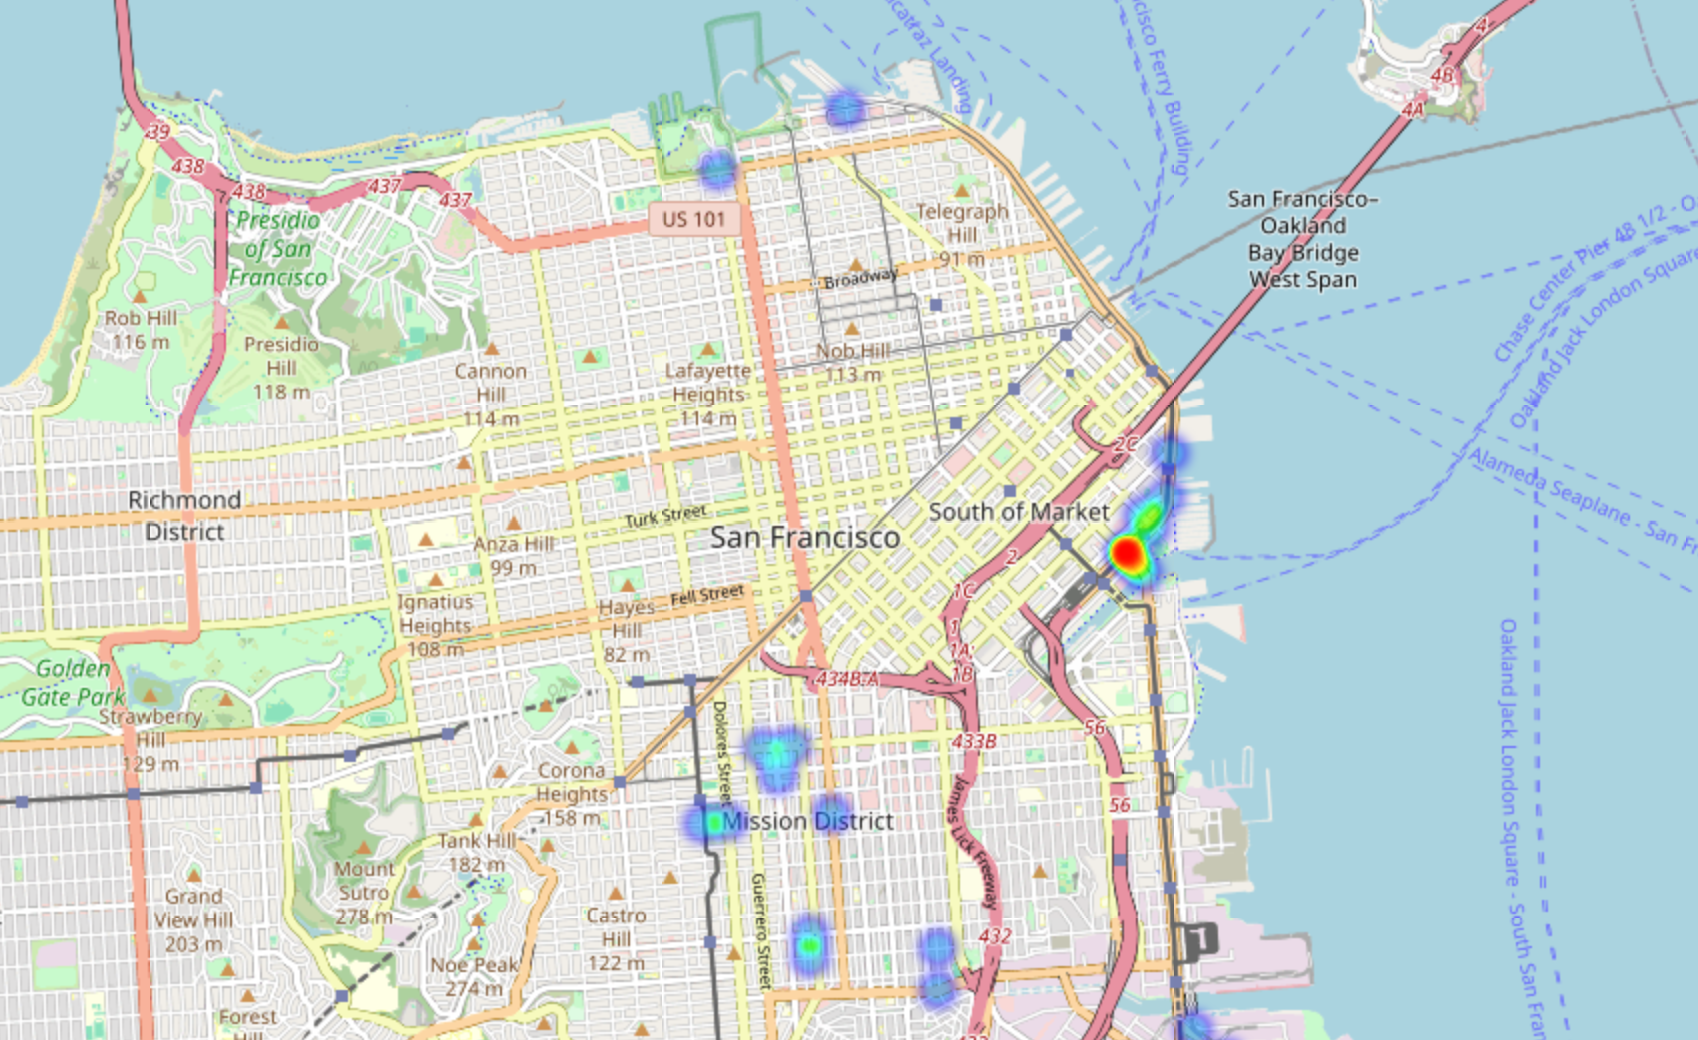 Alcatraz Landing
San Francisco Ferry Building
4
4B
4A
39
438
438
437
437
US 101
Presidio
of San
Francisco
Telegraph
Hill
91 m
San Francisco–
Oakland
Bay Bridge
West Span
Chase Center Pier 48 1/2 - O
Oakland Jack London Square
Broadway
Rob Hill
116 m
Presidio
Hill
118 m
Nob Hill
113 m
Cannon
Hill
114 m
Lafayette
Heights
114 m
2C
Alameda Seaplane - San Fr
Richmond
District
Turk Street
South of Market
San Francisco
Anza Hill
99 m
2
1C
1
1A;
1B
Ignatius
Heights
108 m
Hayes
Hill
82 m
Fell Street
Golden
Gate Park
434B;A
Strawberry
Hill
129 m
Dolores Street
433B
56
Oakland Jack London Square - South San Fran
Corona
Heights
158 m
56
Tank Hill
182 m
Mission District
James Lick Freeway
Mount
Sutro
278 m
Grand
View Hill
203 m
Castro
Hill
122 m
Guerrero Street
432
Noe Peak
274 m
Forest